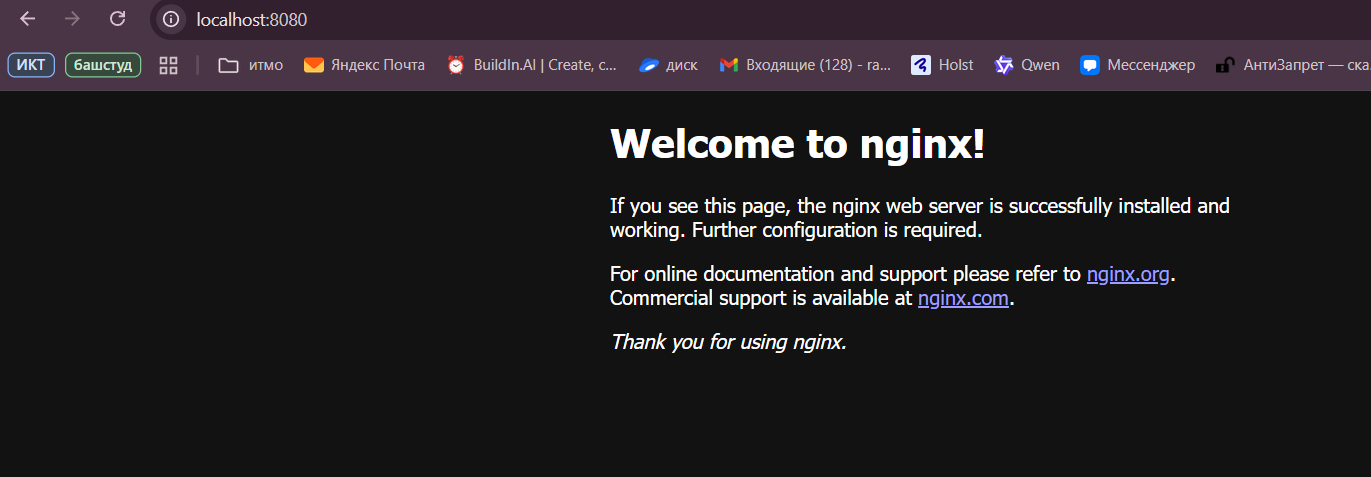 localhost:8080
ИКТ башстуд итмо Яндекс Почта BuildIn.AI | Create, c... диск Входящие (128) - ra... Holst Qwen Мессенджер АнтиЗапрет — ска
Welcome to nginx!
If you see this page, the nginx web server is successfully installed and
working. Further configuration is required.
For online documentation and support please refer to nginx.org.
Commercial support is available at nginx.com.
Thank you for using nginx.